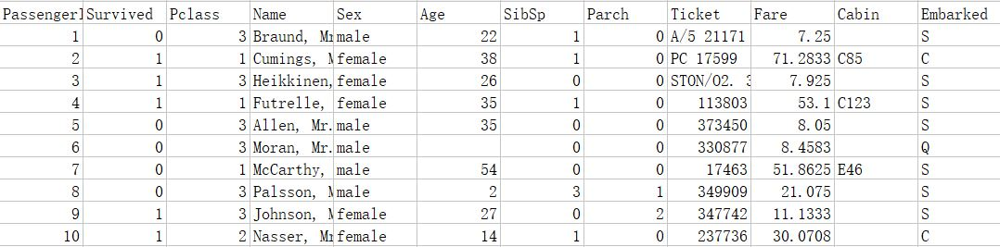 PassengerI Survived Pclass Name Sex Age SibSp Parch Ticket Fare Cabin Embarked
1 0 3 Braund, Mr male 22 1 0 A/5 21171 7.25 S
2 1 1 Cumings, M female 38 1 0 PC 17599 71.2833 C85 C
3 1 3 Heikkinen, female 26 0 0 STON/O2. 3 7.925 S
4 1 1 Futrelle, female 35 1 0 113803 53.1 C123 S
5 0 3 Allen, Mr. male 35 0 0 373450 8.05 S
6 0 3 Moran, Mr. male 0 0 330877 8.4583 Q
7 0 1 McCarthy, male 54 0 0 17463 51.8625 E46 S
8 0 3 Palsson, M male 2 3 1 349909 21.075 S
9 1 3 Johnson, M female 27 0 2 347742 11.1333 S
10 1 2 Nasser, Mr female 14 1 0 237736 30.0708 C